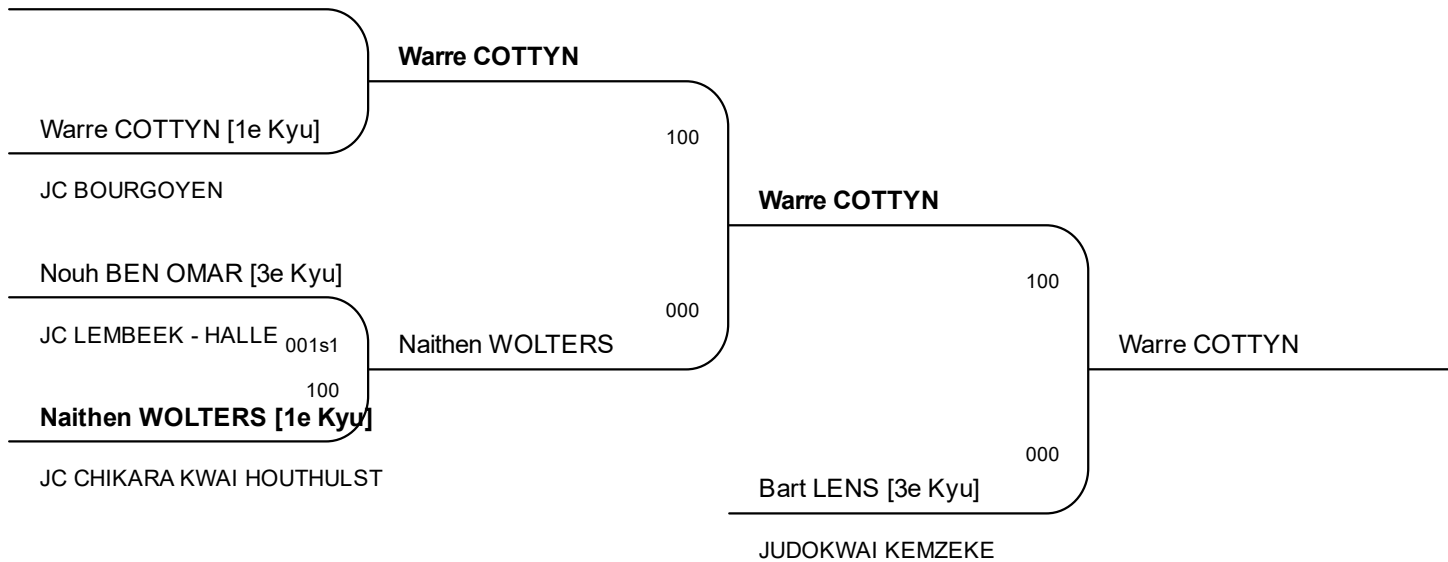 Warre COTTYN
Warre COTTYN [1e Kyu]
100
JC BOURGOYEN
Warre COTTYN
Nouh BEN OMAR [3e Kyu]
100
000
JC LEMBEEK - HALLE 001s1
Naithen WOLTERS
Warre COTTYN
100
Naithen WOLTERS [1e Kyu]
000
JC CHIKARA KWAI HOUTHULST
Bart LENS [3e Kyu]
JUDOKWAI KEMZEKE